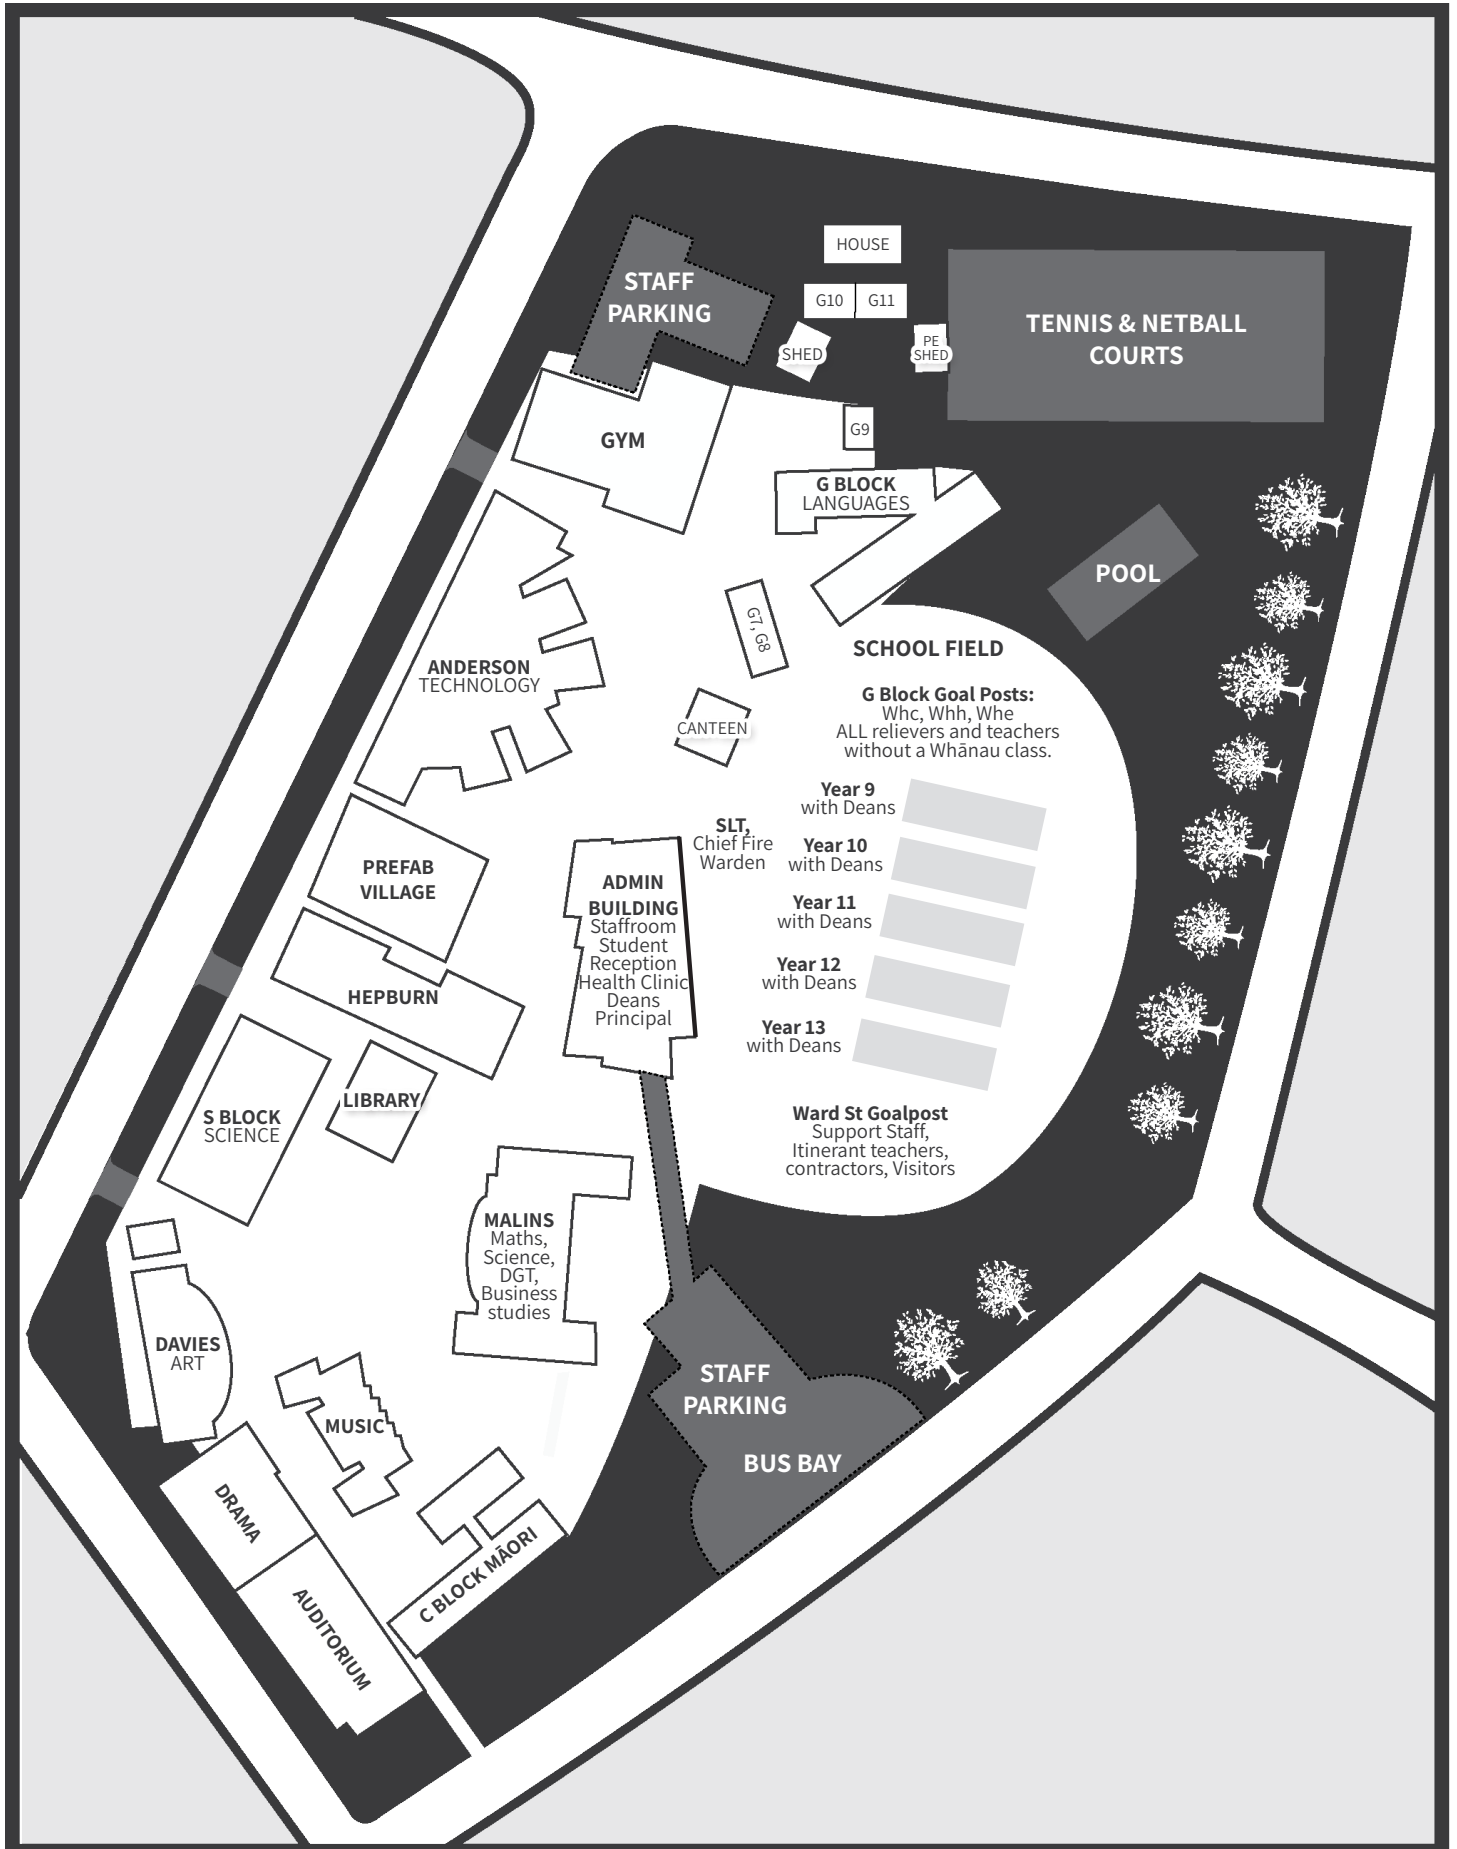 HOUSE
STAFF
PARKING
G10
G11
TENNIS & NETBALL
COURTS
SHED
PE
SHED
GYM
G9
G BLOCK
LANGUAGES
POOL
G7, G8
SCHOOL FIELD
ANDERSON
TECHNOLOGY
G Block Goal Posts:
Whc, Whh, Whe
ALL relievers and teachers
without a Whānau class.
CANTEEN
Year 9
with Deans
SLT,
Chief Fire
Warden
Year 10
with Deans
PREFAB
VILLAGE
ADMIN
BUILDING
Staffroom
Student
Reception
Health Clinic
Deans
Principal
Year 11
with Deans
Year 12
with Deans
HEPBURN
Year 13
with Deans
S BLOCK
SCIENCE
LIBRARY
Ward St Goalpost
Support Staff,
Itinerant teachers,
contractors, Visitors
MALINS
Maths,
Science,
DGT,
Business
studies
DAVIES
ART
STAFF
PARKING
MUSIC
BUS BAY
DRAMA
C BLOCK MĀORI
AUDITORIUM